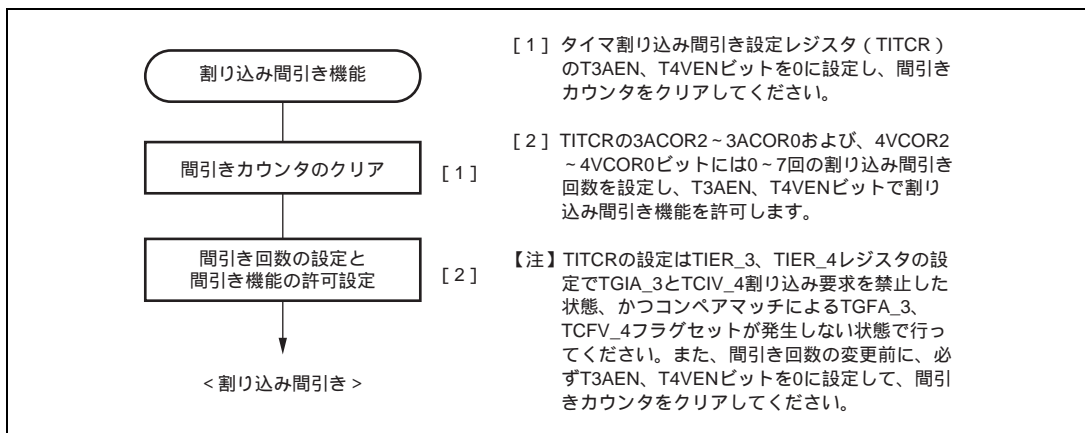 割り込み間引き機能
間引きカウンタのクリア
[1]
間引き回数の設定と
間引き機能の許可設定
[2]
<割り込み間引き>
[1] タイマ割り込み間引き設定レジスタ(TITCR)
のT3AEN、T4VENビットを0に設定し、間引き
カウンタをクリアしてください。
[2] TITCRの3ACOR2~3ACOR0および、4VCOR2
~4VCOR0ビットには0~7回の割り込み間引き
回数を設定し、T3AEN、T4VENビットで割り
込み間引き機能を許可します。
【注】TITCRの設定はTIER_3、TIER_4レジスタの設
定でTGIA_3とTCIV_4割り込み要求を禁止した
状態、かつコンペアマッチによるTGFA_3、
TCFV_4フラグセットが発生しない状態で行っ
てください。また、間引き回数の変更前に、必
ずT3AEN、T4VENビットを0に設定して、間引
きカウンタをクリアしてください。